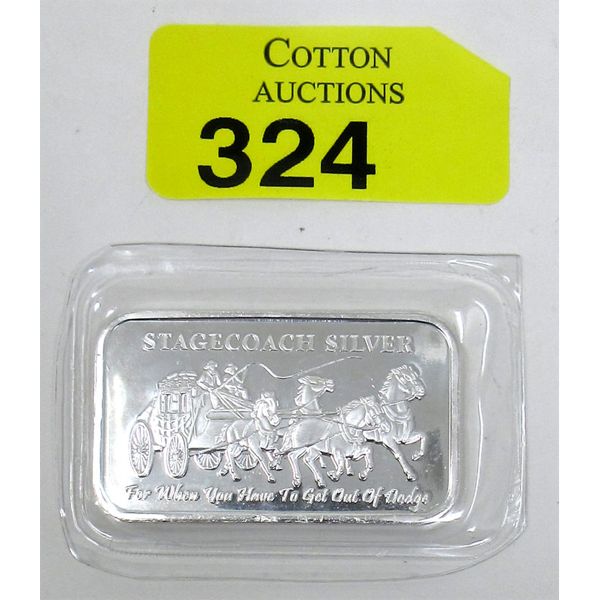 COTTON
AUCTIONS
324
STAGECOACH SILVER
For When You Have To Get Out Of Dodge